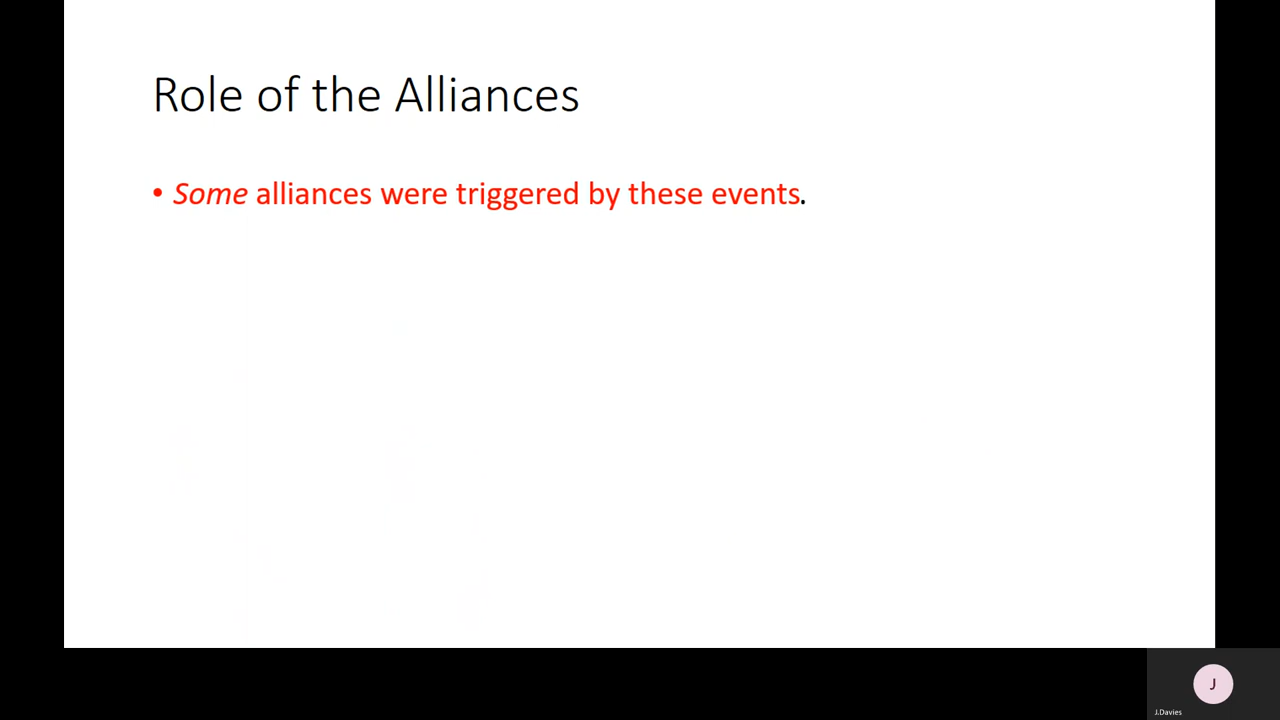 Role of the Alliances
• Some alliances were triggered by these events.
J
J.Davies